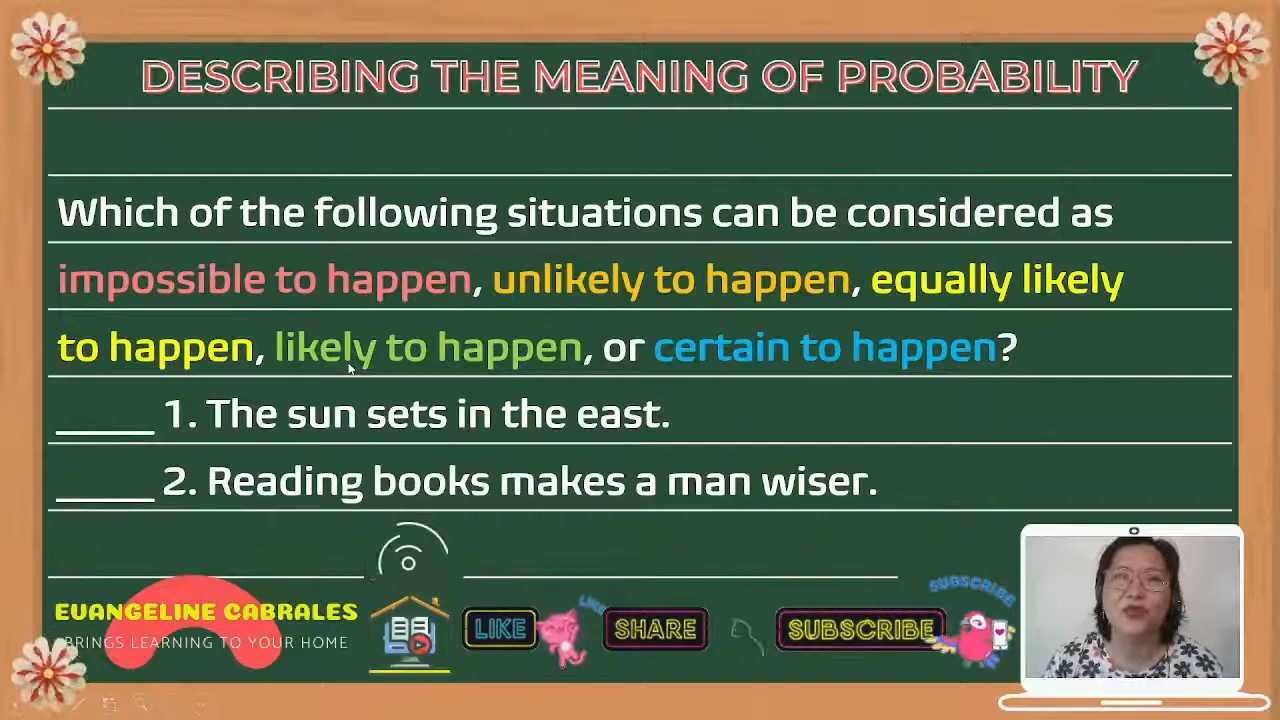 DESCRIBING THE MEANING OF PROBABILITY
Which of the following situations can be considered as
impossible to happen, unlikely to happen, equally likely
to happen, likely to happen, or certain to happen?
_____ 1. The sun sets in the east.
_____ 2. Reading books makes a man wiser.
EVANGELINE CABRALES
BRINGS LEARNING TO YOUR HOME
LIKE
LIKE
SHARE
SUBSCRIBE
SUBSCRIBE